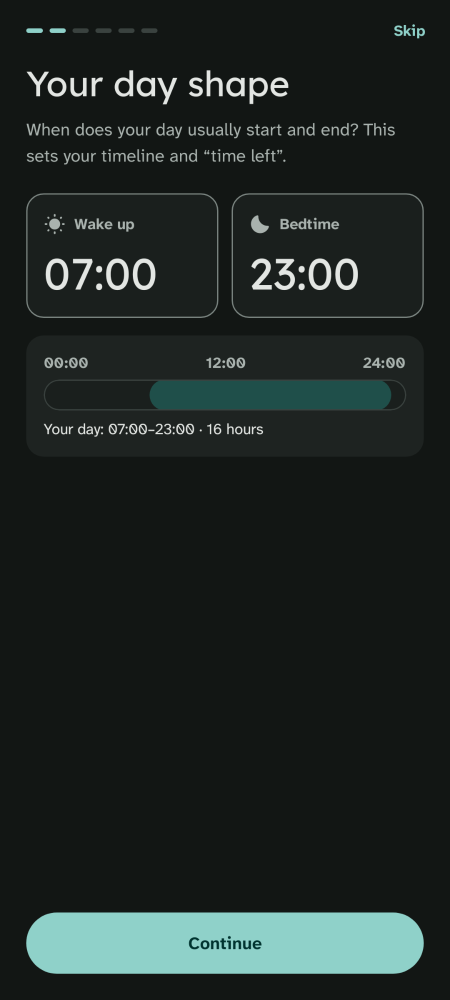 Skip
Your day shape
When does your day usually start and end? This
sets your timeline and “time left”.
Wake up
07:00
Bedtime
23:00
00:00 12:00 24:00
Your day: 07:00–23:00 · 16 hours
Continue